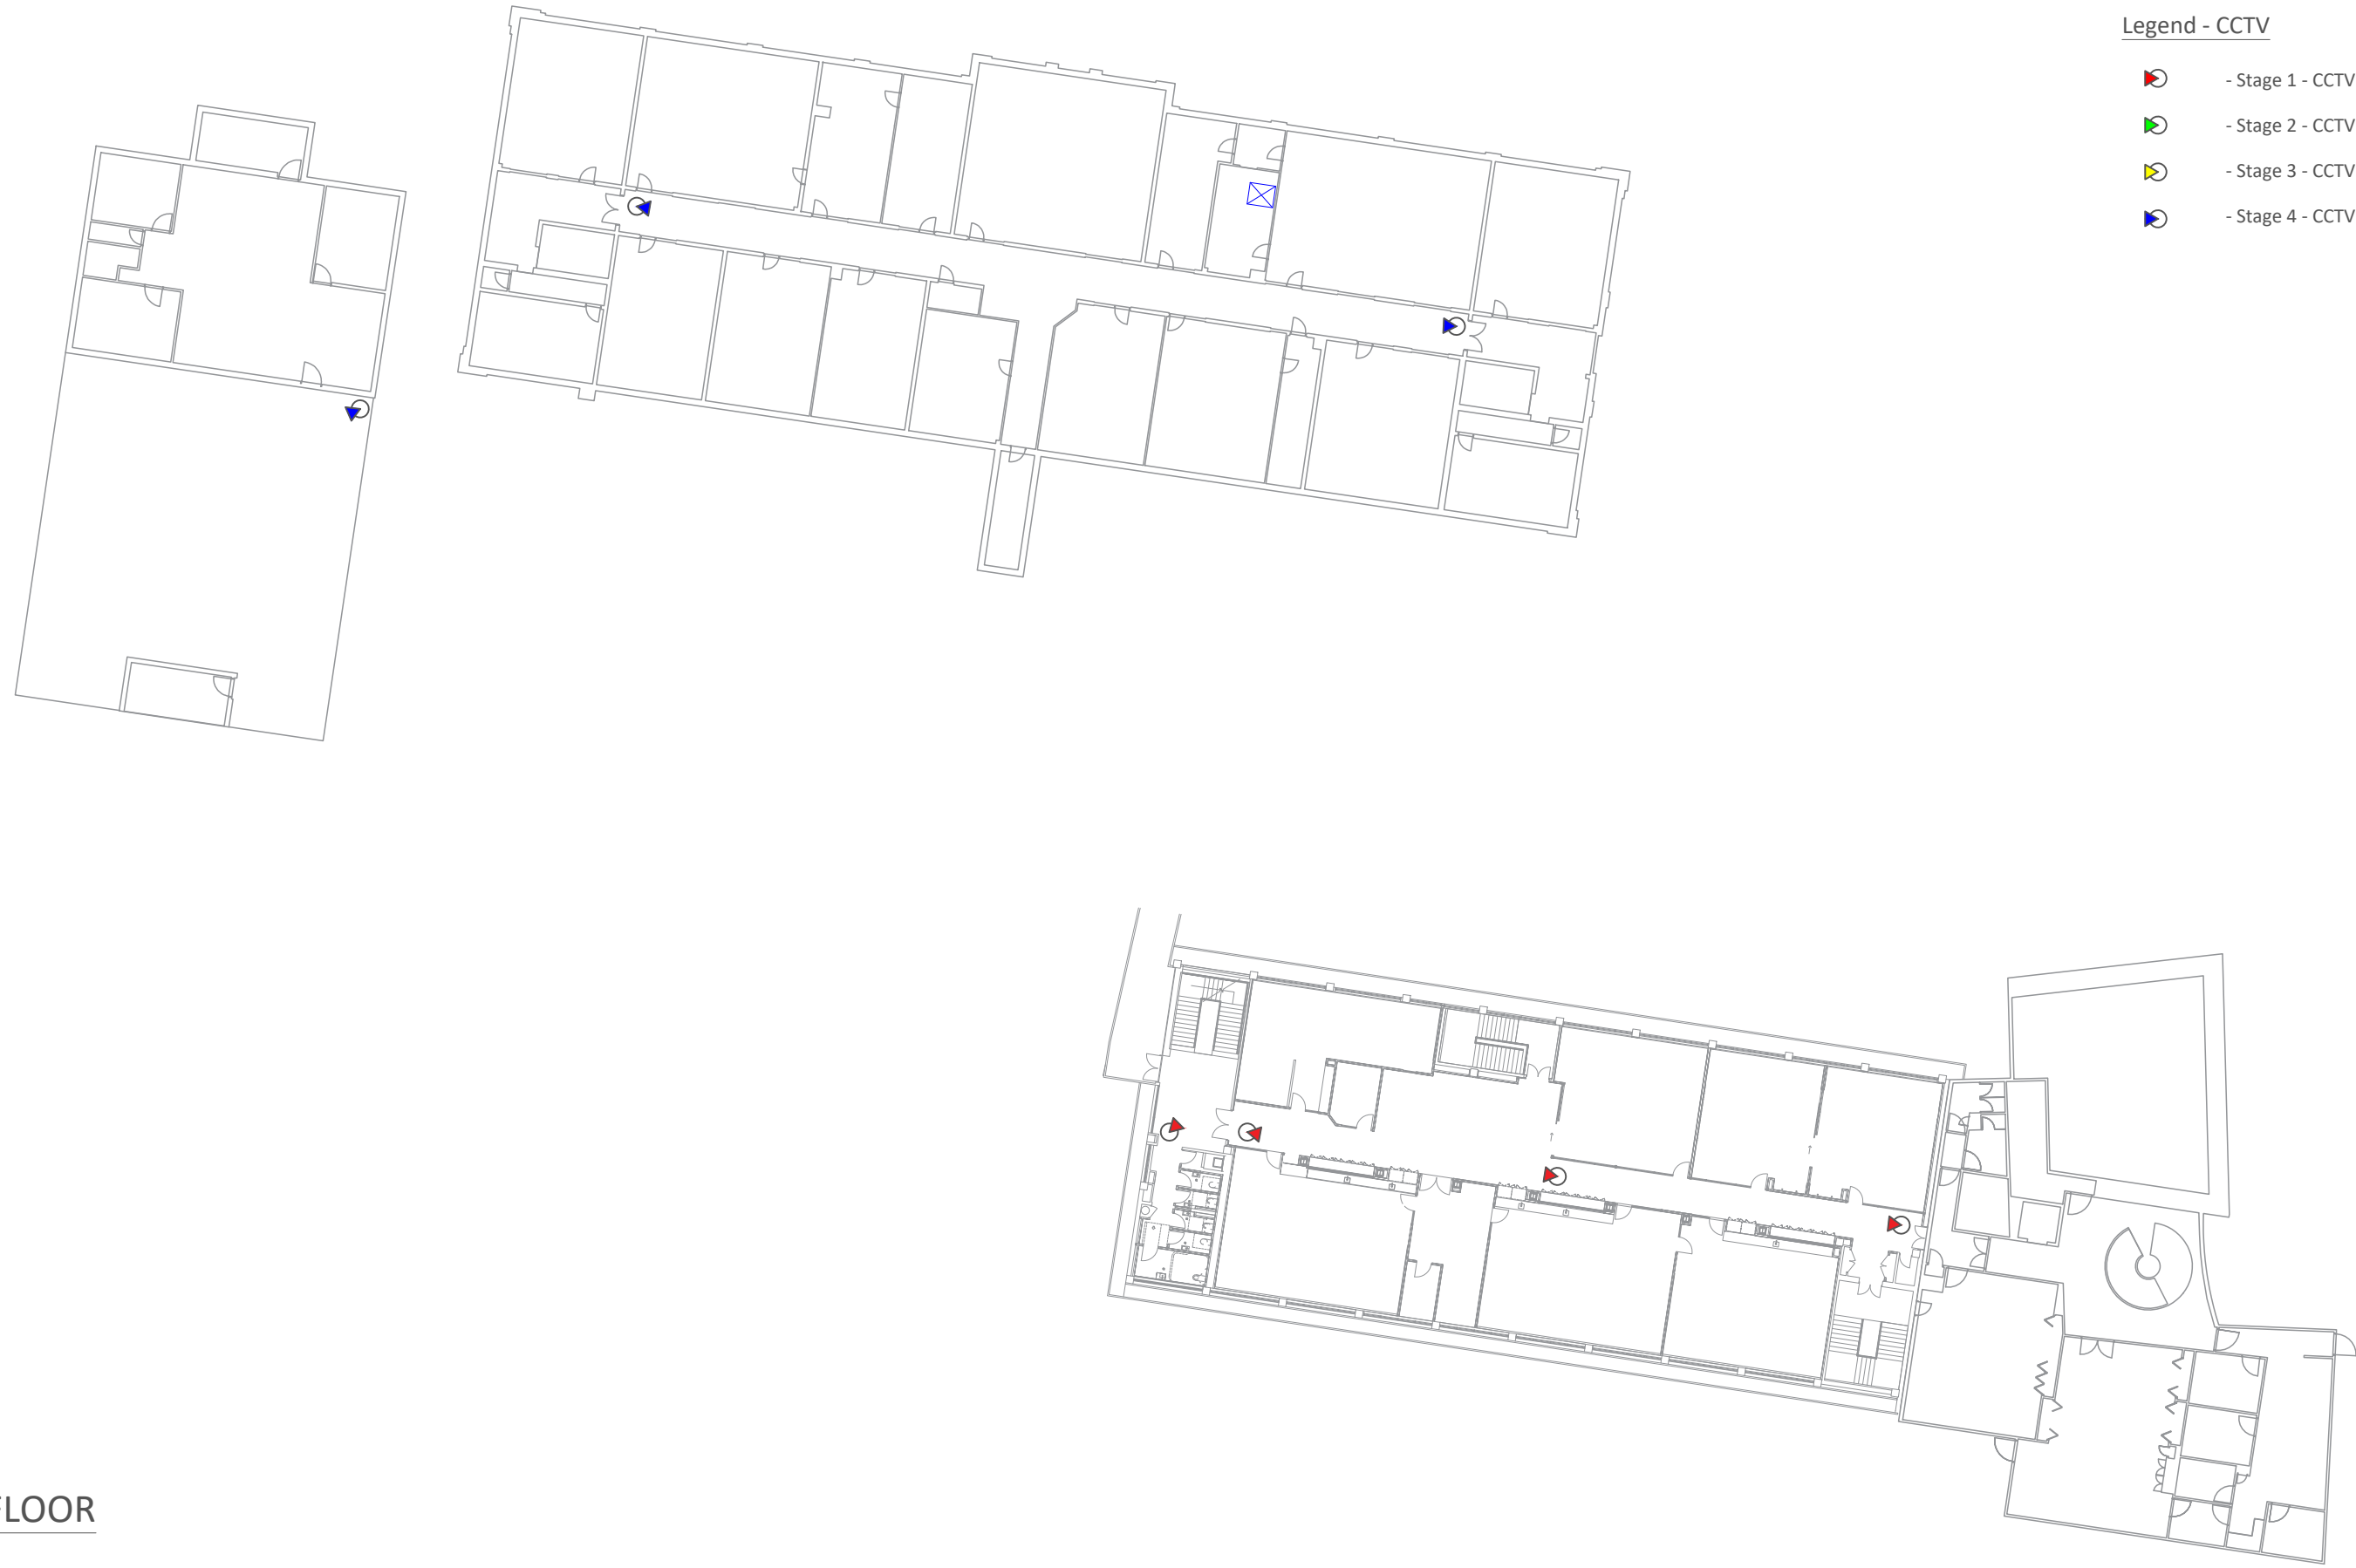 Legend - CCTV
- Stage 1 - CCTV
- Stage 2 - CCTV
- Stage 3 - CCTV
- Stage 4 - CCTV
FLOOR